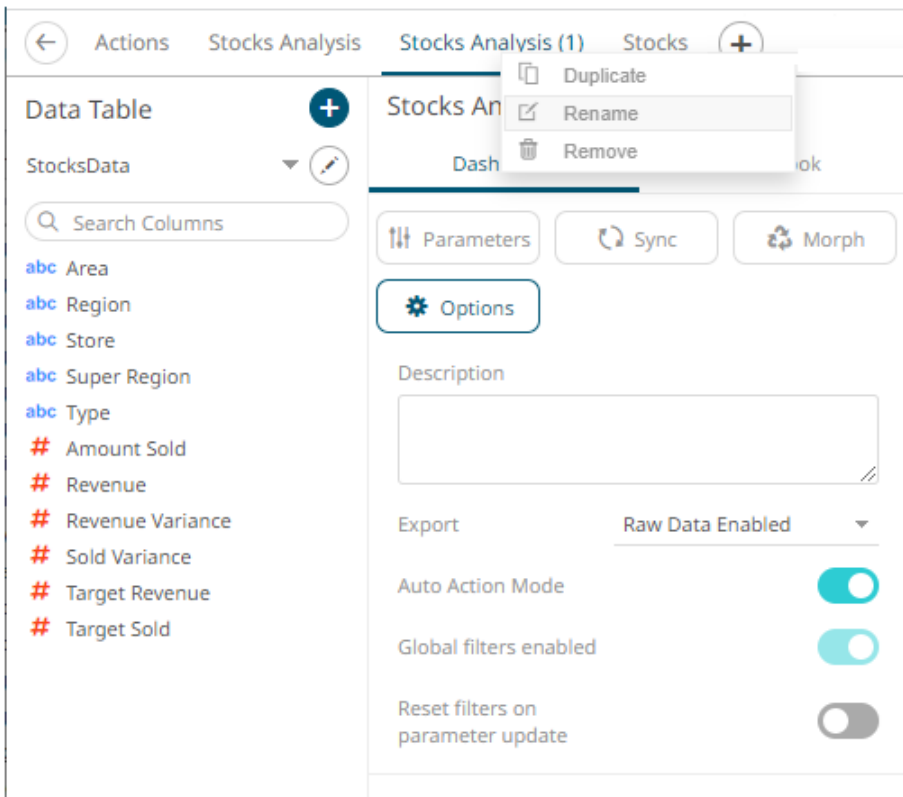 Actions Stocks Analysis Stocks Analysis (1) Stocks
Duplicate
Rename
Remove
Data Table
StocksData
Search Columns
abc Area
abc Region
abc Store
abc Super Region
abc Type
# Amount Sold
# Revenue
# Revenue Variance
# Sold Variance
# Target Revenue
# Target Sold
Stocks An
Dash ok
Parameters Sync Morph
Options
Description
Export Raw Data Enabled
Auto Action Mode
Global filters enabled
Reset filters on
parameter update